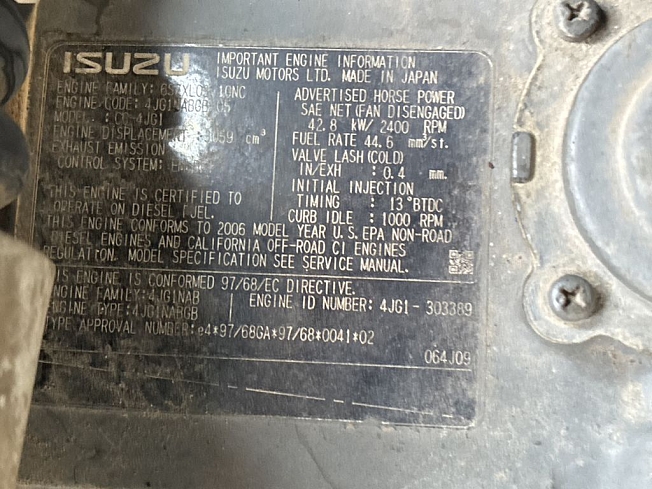 ISUZU IMPORTANT ENGINE INFORMATION
ISUZU MOTORS LTD. MADE IN JAPAN
ENGINE FAMILY:
ENGINE CODE:
MODEL
ENGINE DISPLACEMENT: cm³
EXHAUST EMISSION
CONTROL SYSTEM:
ADVERTISED HORSE POWER
SAE NET (FAN DISENGAGED)
42.8 kW/ 2400 RPM
FUEL RATE 44.6 mm³/st.
VALVE LASH (COLD)
IN/EXH : 0.4 mm.
INITIAL INJECTION
TIMING : 13°BTDC
CURB IDLE : 1000 RPM
THIS ENGINE IS CERTIFIED TO
OPERATE ON DIESEL FUEL.
THIS ENGINE CONFORMS TO 2006 MODEL YEAR U.S. EPA NON-ROAD
DIESEL ENGINES AND CALIFORNIA OFF-ROAD CI ENGINES
REGULATION. MODEL SPECIFICATION SEE SERVICE MANUAL.
THIS ENGINE IS CONFORMED 97/68/EC DIRECTIVE.
ENGINE FAMILY:4JG1NAB
ENGINE TYPE:4JG1NABGB
ENGINE ID NUMBER: 4JG1-303389
TYPE APPROVAL NUMBER:e4*97/68GA*97/68*0041*02
064J09